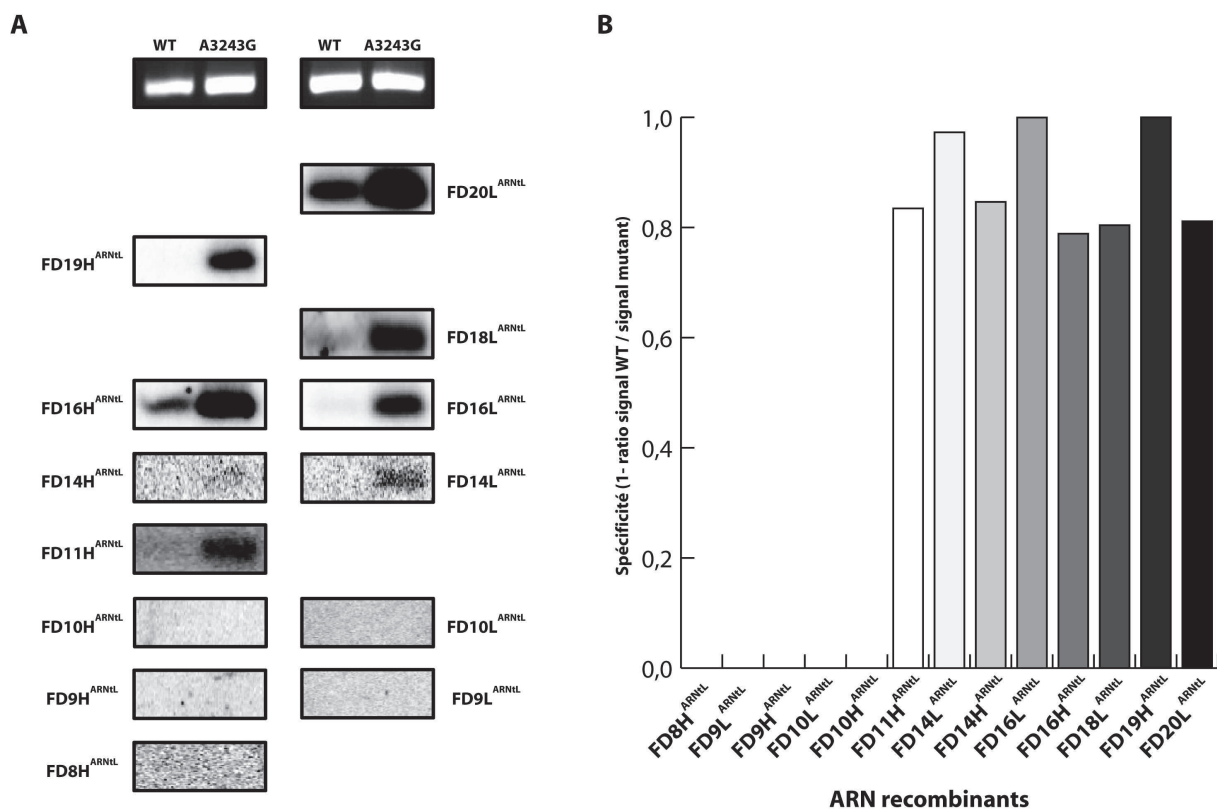 A
WT A3243G WT A3243G
FD20L^ARNtL
FD19H^ARNtL
FD18L^ARNtL
FD16H^ARNtL FD16L^ARNtL
FD14H^ARNtL FD14L^ARNtL
FD11H^ARNtL
FD10H^ARNtL FD10L^ARNtL
FD9H^ARNtL FD9L^ARNtL
FD8H^ARNtL
B
Spécificité (1- ratio signal WT / signal mutant)
1,0
0,8
0,6
0,4
0,2
0,0
FD8H^ARNtL
FD9L^ARNtL
FD9H^ARNtL
FD10L^ARNtL
FD10H^ARNtL
FD11H^ARNtL
FD14L^ARNtL
FD14H^ARNtL
FD16L^ARNtL
FD16H^ARNtL
FD18L^ARNtL
FD19H^ARNtL
FD20L^ARNtL
ARN recombinants